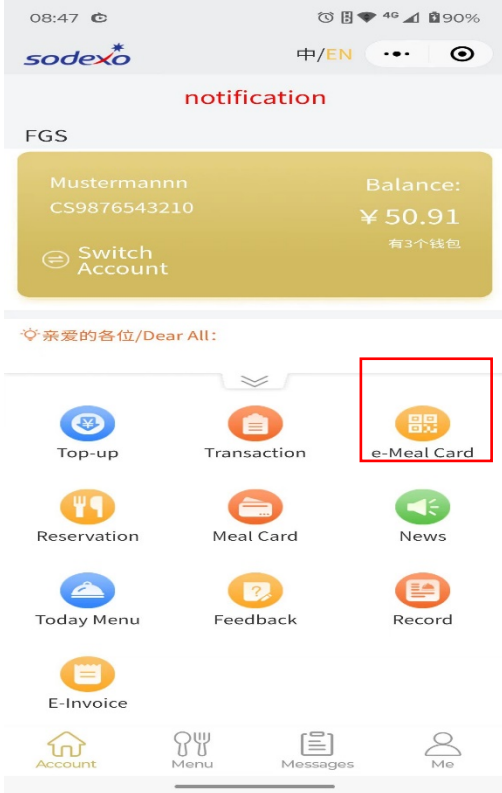 08:47
4G 90%
sodexo
中/EN
notification
FGS
Mustermannn
Balance:
CS9876543210
¥50.91
有3个钱包
Switch
Account
亲爱的各位/Dear All:
Top-up
Transaction
e-Meal Card
Reservation
Meal Card
News
Today Menu
Feedback
Record
E-Invoice
Account
Menu
Messages
Me